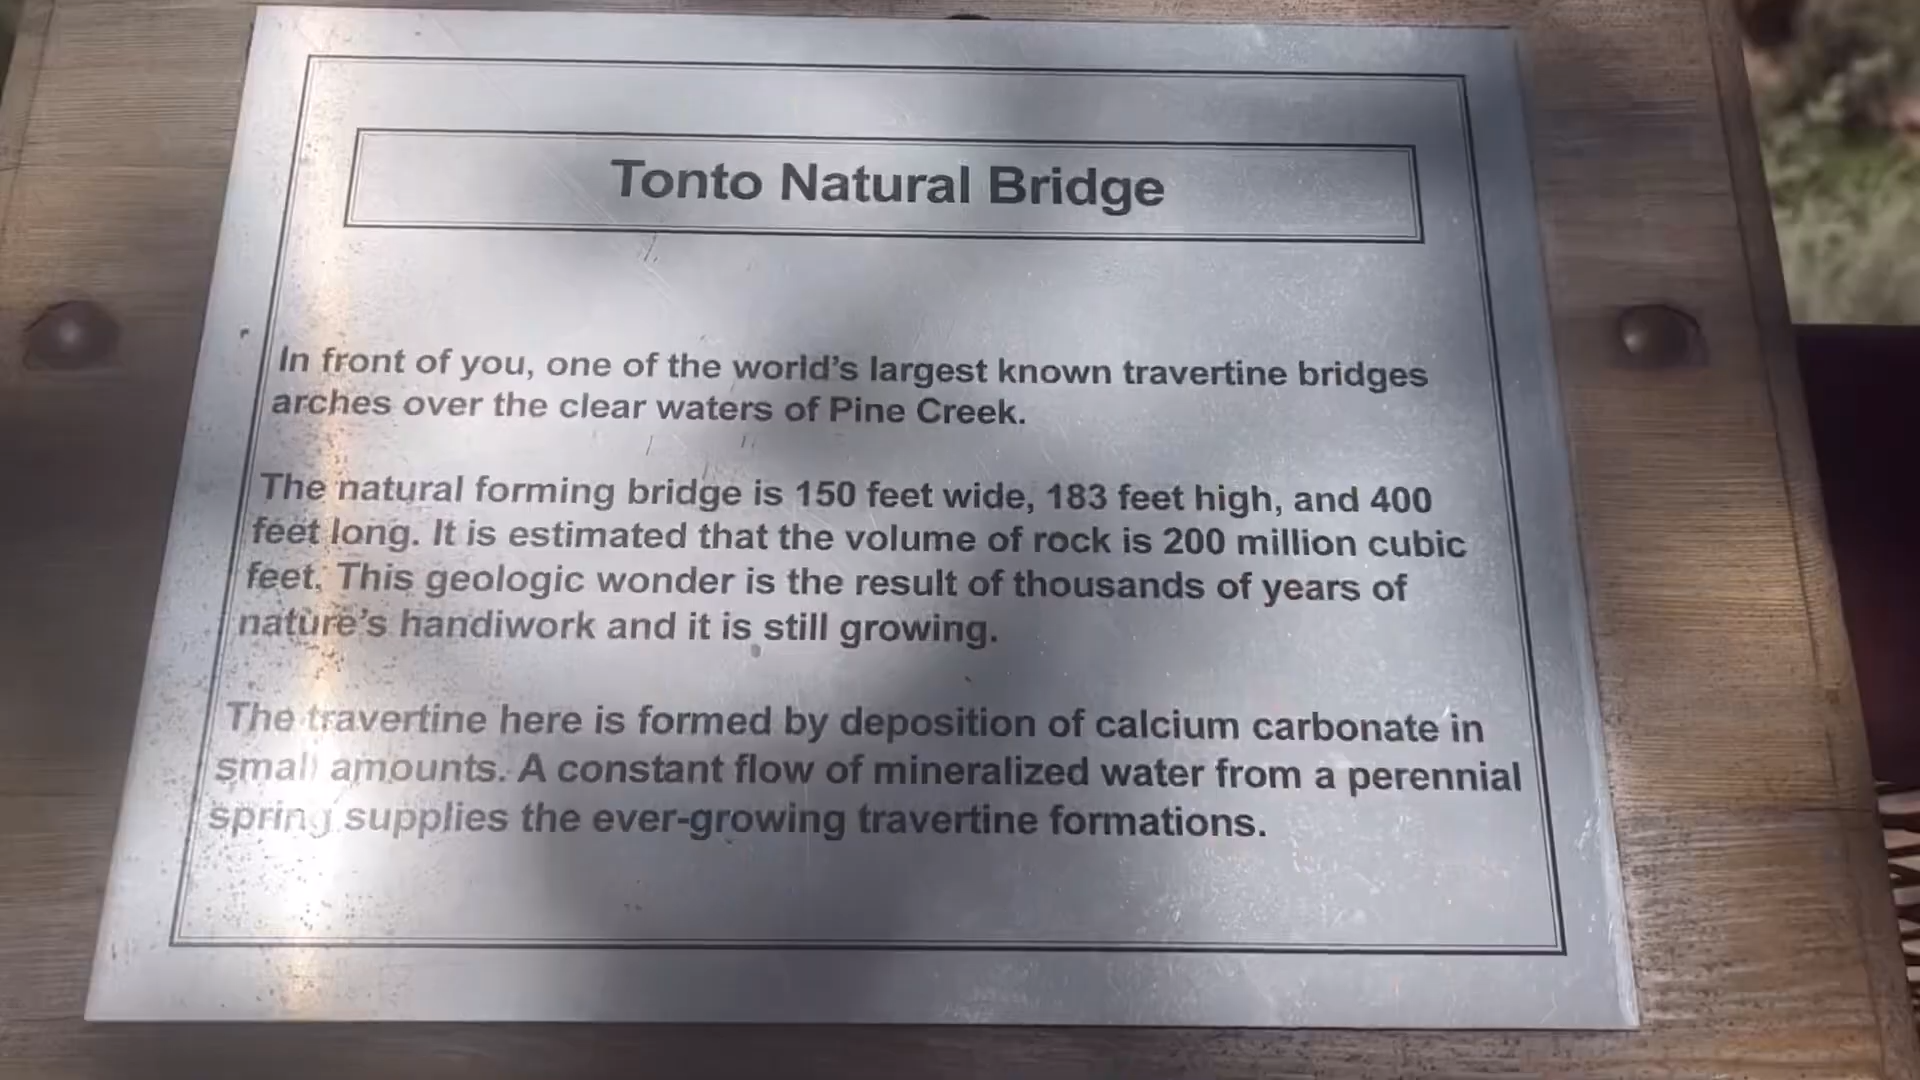 Tonto Natural Bridge
In front of you, one of the world's largest known travertine bridges
arches over the clear waters of Pine Creek.
The natural forming bridge is 150 feet wide, 183 feet high, and 400
feet long. It is estimated that the volume of rock is 200 million cubic
feet. This geologic wonder is the result of thousands of years of
nature's handiwork and it is still growing.
The travertine here is formed by deposition of calcium carbonate in
small amounts. A constant flow of mineralized water from a perennial
spring supplies the ever-growing travertine formations.